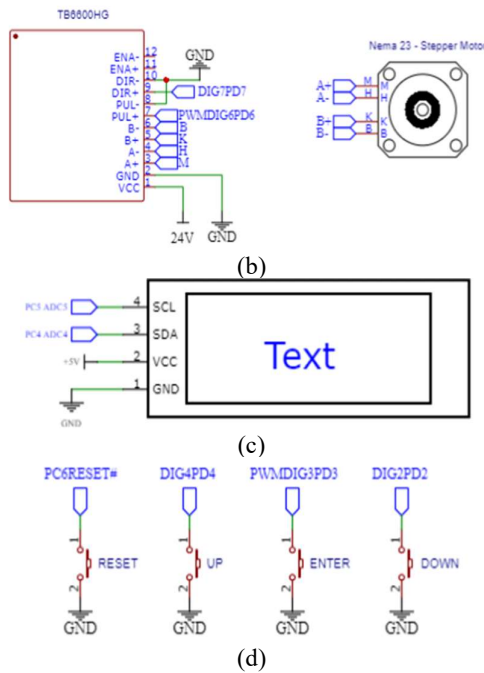 TB6600HG
ENA- 12
ENA+ 11
DIR- 10
DIR+ 9
PUL- 8
PUL+ 7
B- 6
B+ 5
A- 4
A+ 3
GND 2
VCC 1
GND
DIG7PD7
PWMDIG6PD6
B
K
H
M
24V
GND
Nema 23 - Stepper Motor
A+ M M
A- H H
B+ K K
B- B B
(b)
PC5 ADC5 4 SCL
PC4 ADC4 3 SDA
+5V 2 VCC
1 GND
GND
Text
(c)
PC6RESET# DIG4PD4 PWMDIG3PD3 DIG2PD2
1 1 1 1
RESET UP ENTER DOWN
2 2 2 2
GND GND GND GND
(d)